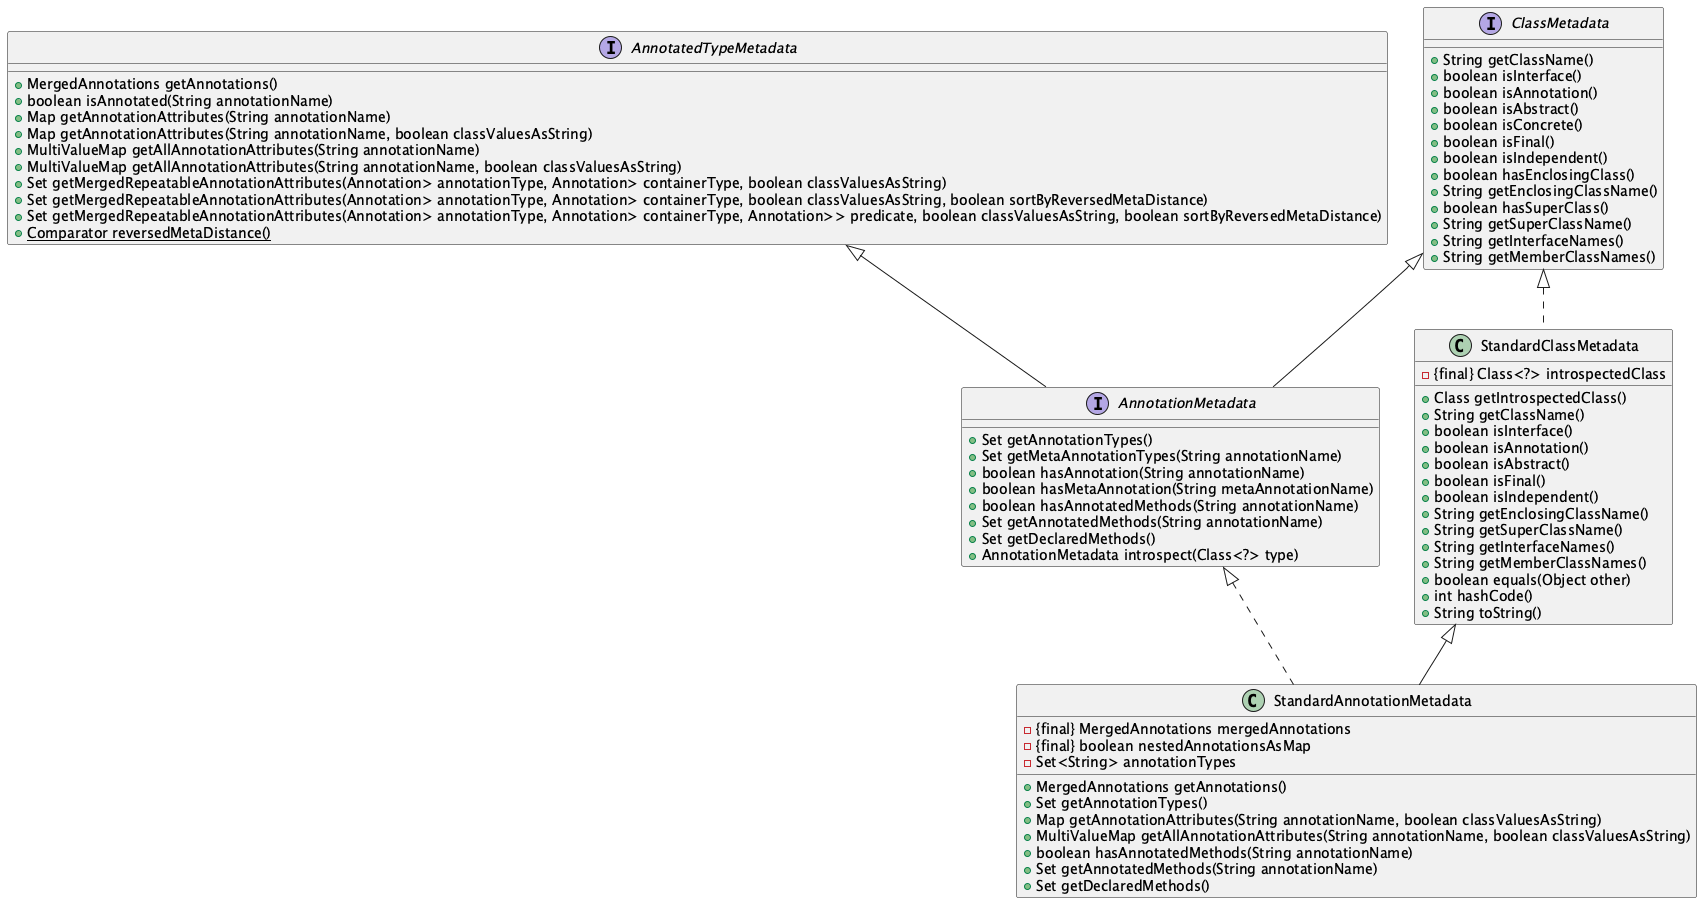 I AnnotatedTypeMetadata
+ MergedAnnotations getAnnotations()
boolean isAnnotated(String annotationName)
Map getAnnotationAttributes(String annotationName)
Map getAnnotationAttributes(String annotationName, boolean classValuesAsString)
MultiValueMap getAllAnnotationAttributes(String annotationName)
MultiValueMap getAllAnnotationAttributes(String annotationName, boolean classValuesAsString)
Set getMergedRepeatableAnnotationAttributes(Annotation> annotationType, Annotation> containerType, boolean classValuesAsString)
Set getMergedRepeatableAnnotationAttributes(Annotation> annotationType, Annotation> containerType, boolean classValuesAsString, boolean sortByReversedMetaDistance)
Set getMergedRepeatableAnnotationAttributes(Annotation> annotationType, Annotation> containerType, Annotation>> predicate, boolean classValuesAsString, boolean sortByReversedMetaDistance)
Comparator reversedMetaDistance()
I ClassMetadata
String getClassName()
boolean isInterface()
boolean isAnnotation()
boolean isAbstract()
boolean isConcrete()
boolean isFinal()
boolean isIndependent()
boolean hasEnclosingClass()
String getEnclosingClassName()
boolean hasSuperClass()
String getSuperClassName()
String getInterfaceNames()
String getMemberClassNames()
C StandardClassMetadata
{final} Class<?> introspectedClass
Class getIntrospectedClass()
String getClassName()
boolean isInterface()
boolean isAnnotation()
boolean isAbstract()
boolean isFinal()
boolean isIndependent()
String getEnclosingClassName()
String getSuperClassName()
String getInterfaceNames()
String getMemberClassNames()
boolean equals(Object other)
int hashCode()
String toString()
I AnnotationMetadata
Set getAnnotationTypes()
Set getMetaAnnotationTypes(String annotationName)
boolean hasAnnotation(String annotationName)
boolean hasMetaAnnotation(String metaAnnotationName)
boolean hasAnnotatedMethods(String annotationName)
Set getAnnotatedMethods(String annotationName)
Set getDeclaredMethods()
AnnotationMetadata introspect(Class<?> type)
C StandardAnnotationMetadata
{final} MergedAnnotations mergedAnnotations
{final} boolean nestedAnnotationsAsMap
Set<String> annotationTypes
MergedAnnotations getAnnotations()
Set getAnnotationTypes()
Map getAnnotationAttributes(String annotationName, boolean classValuesAsString)
MultiValueMap getAllAnnotationAttributes(String annotationName, boolean classValuesAsString)
boolean hasAnnotatedMethods(String annotationName)
Set getAnnotatedMethods(String annotationName)
Set getDeclaredMethods()